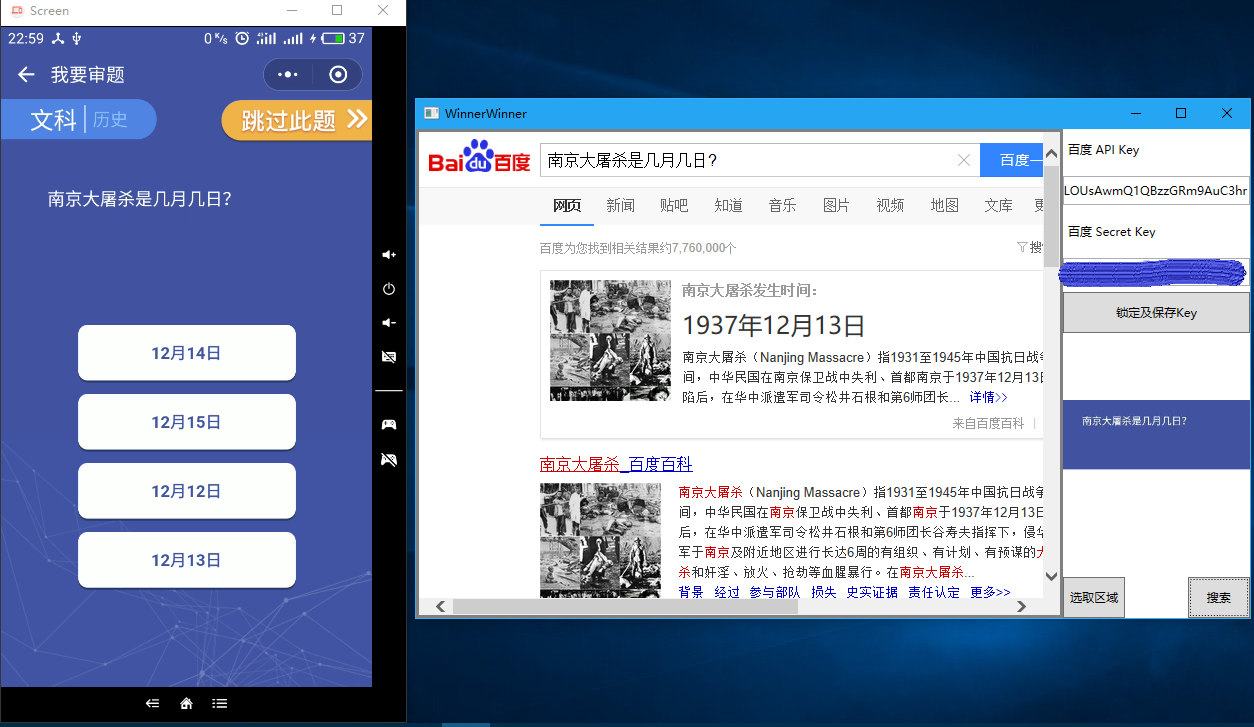 Screen
22:59
0 K/s
37
我要审题
文科 历史
跳过此题
南京大屠杀是几月几日?
12月14日
12月15日
12月12日
12月13日
WinnerWinner
Bai du 百度
南京大屠杀是几月几日?
百度一
网页 新闻 贴吧 知道 音乐 图片 视频 地图 文库 更
百度为您找到相关结果约7,760,000个
搜
南京大屠杀发生时间:
1937年12月13日
南京大屠杀（Nanjing Massacre）指1931至1945年中国抗日战争
间，中华民国在南京保卫战中失利、首都南京于1937年12月13日
陷后，在华中派遣军司令松井石根和第6师团长... 详情>>
来自百度百科
南京大屠杀_百度百科
南京大屠杀（Nanjing Massacre）指1931至1945年中国抗日战争
间，中华民国在南京保卫战中失利、首都南京于1937年12月13日
后，在华中派遣军司令松井石根和第6师团长谷寿夫指挥下，侵华
军于南京及附近地区进行长达6周的有组织、有计划、有预谋的大
杀和奸淫、放火、抢劫等血腥暴行。在南京大屠杀...
背景 经过 参与部队 损失 史实证据 责任认定 更多>>
百度 API Key
LOUsAwmQ1QBzzGRm9AuC3hr
百度 Secret Key
锁定及保存Key
南京大屠杀是几月几日?
选取区域
搜索